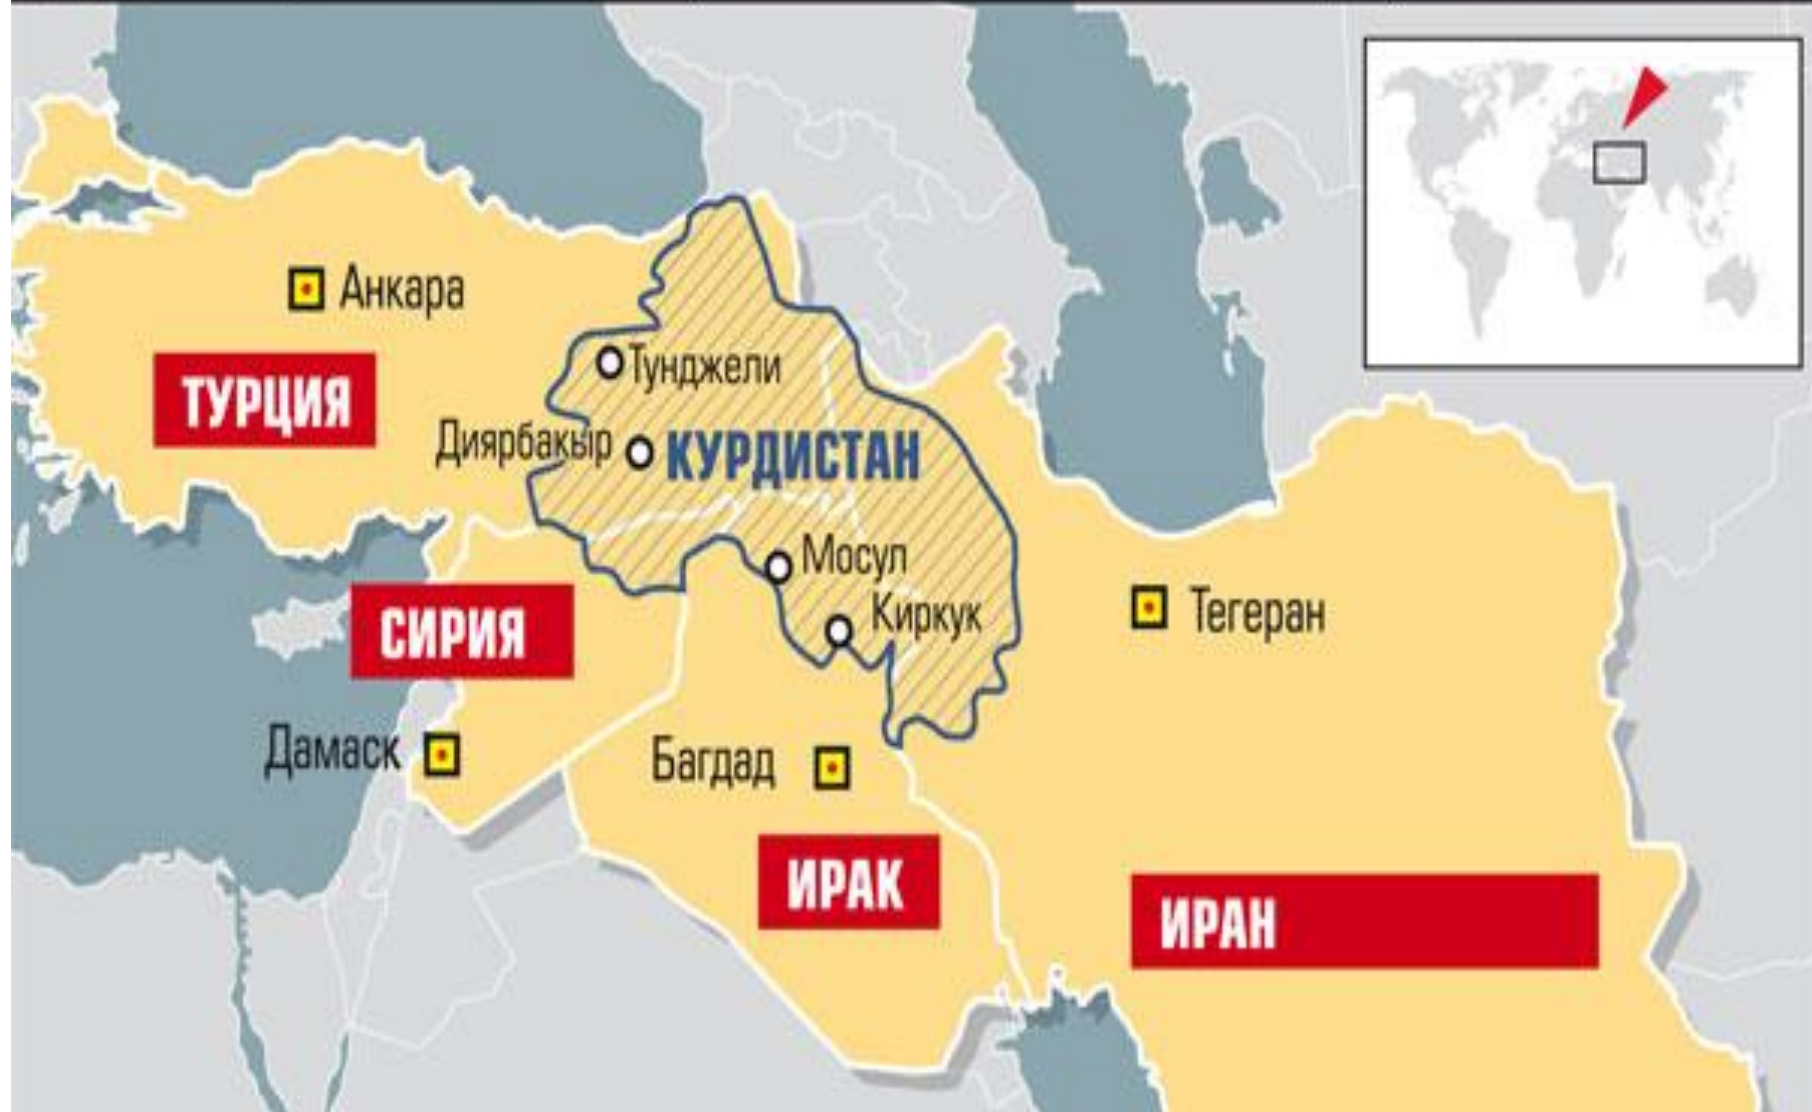 Анкара
ТУРЦИЯ
Тунджели
Диярбакыр
КУРДИСТАН
Мосул
Киркук
Тегеран
СИРИЯ
Дамаск
Багдад
ИРАК
ИРАН